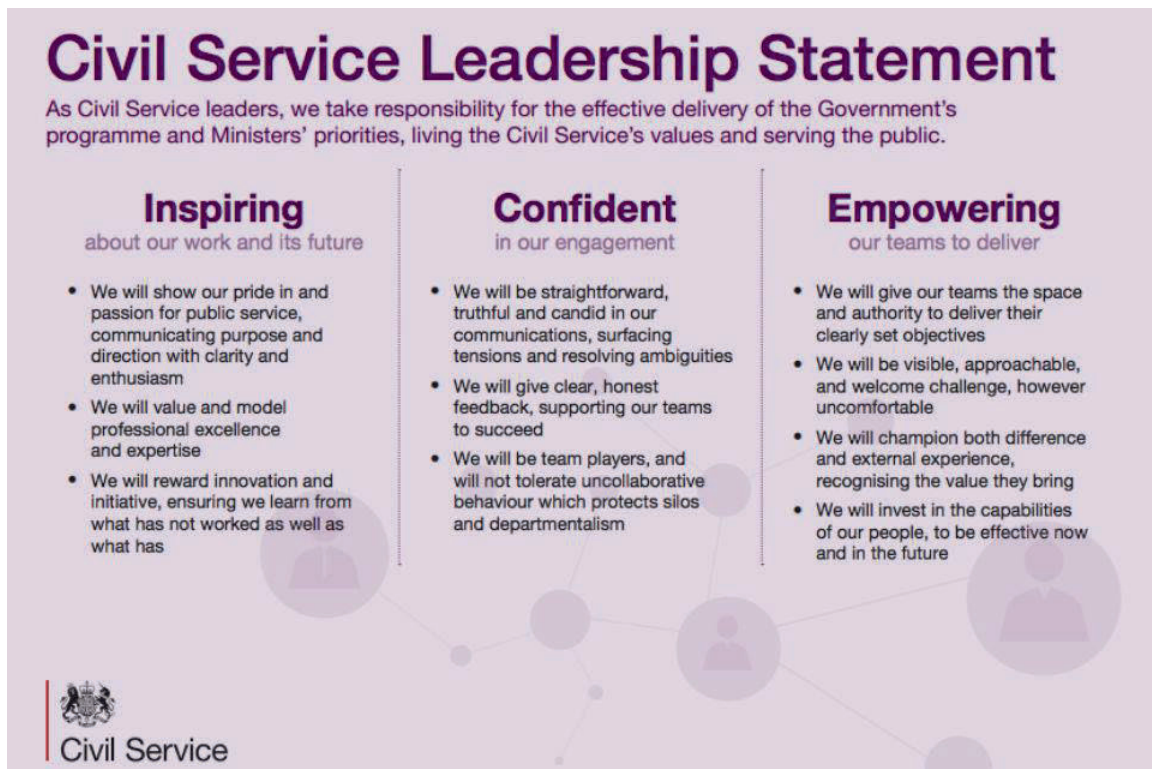 Civil Service Leadership Statement
As Civil Service leaders, we take responsibility for the effective delivery of the Government's
programme and Ministers' priorities, living the Civil Service's values and serving the public.
Inspiring
about our work and its future
• We will show our pride in and
passion for public service,
communicating purpose and
direction with clarity and
enthusiasm
• We will value and model
professional excellence
and expertise
• We will reward innovation and
initiative, ensuring we learn from
what has not worked as well as
what has
Confident
in our engagement
• We will be straightforward,
truthful and candid in our
communications, surfacing
tensions and resolving ambiguities
• We will give clear, honest
feedback, supporting our teams
to succeed
• We will be team players, and
will not tolerate uncollaborative
behaviour which protects silos
and departmentalism
Empowering
our teams to deliver
• We will give our teams the space
and authority to deliver their
clearly set objectives
• We will be visible, approachable,
and welcome challenge, however
uncomfortable
• We will champion both difference
and external experience,
recognising the value they bring
• We will invest in the capabilities
of our people, to be effective now
and in the future
Civil Service